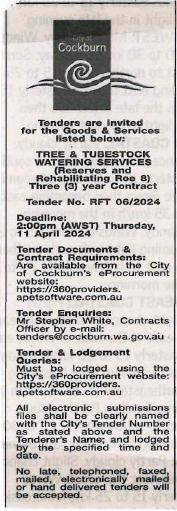 City of
Cockburn
Tenders are invited
for the Goods & Services
listed below:
TREE & TUBESTOCK
WATERING SERVICES
(Reserves and
Rehabilitating Roe 8)
Three (3) year Contract
Tender No. RFT 06/2024
Deadline:
2:00pm (AWST) Thursday,
11 April 2024
Tender Documents &
Contract Requirements:
Are available from the City
of Cockburn's eProcurement
website:
https://360providers.
apetsoftware.com.au
Tender Enquiries:
Mr Stephen White, Contracts
Officer by e-mail:
tenders@cockburn.wa.gov.au
Tender & Lodgement
Queries:
Must be lodged using the
City's eProcurement website:
https://360providers.
apetsoftware.com.au
All electronic submissions
files shall be clearly named
with the City's Tender Number
as stated above and the
Tenderer's Name; and lodged
by the specified time and
date.
No late, telephoned, faxed,
mailed, electronically mailed
or hand delivered tenders will
be accepted.